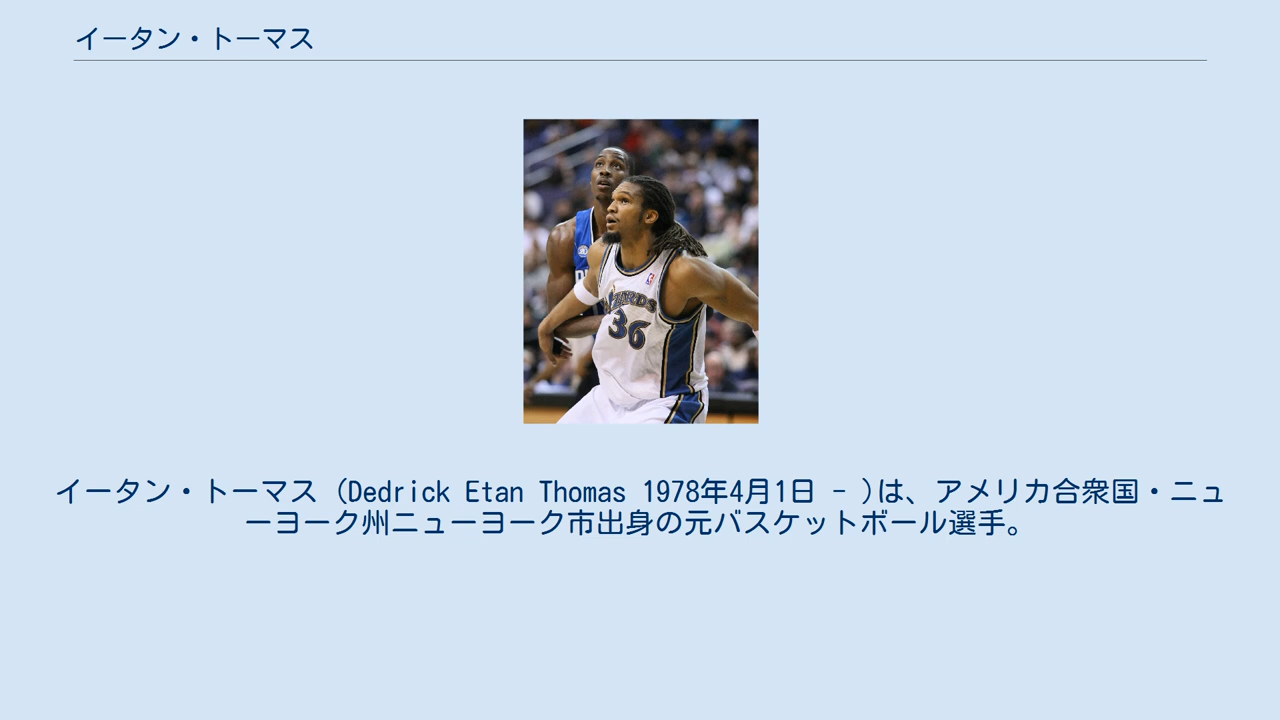 イータン・トーマス
WIZARDS
36
イータン・トーマス (Dedrick Etan Thomas 1978年4月1日 - )は、アメリカ合衆国・ニュ
ーヨーク州ニューヨーク市出身の元バスケットボール選手。